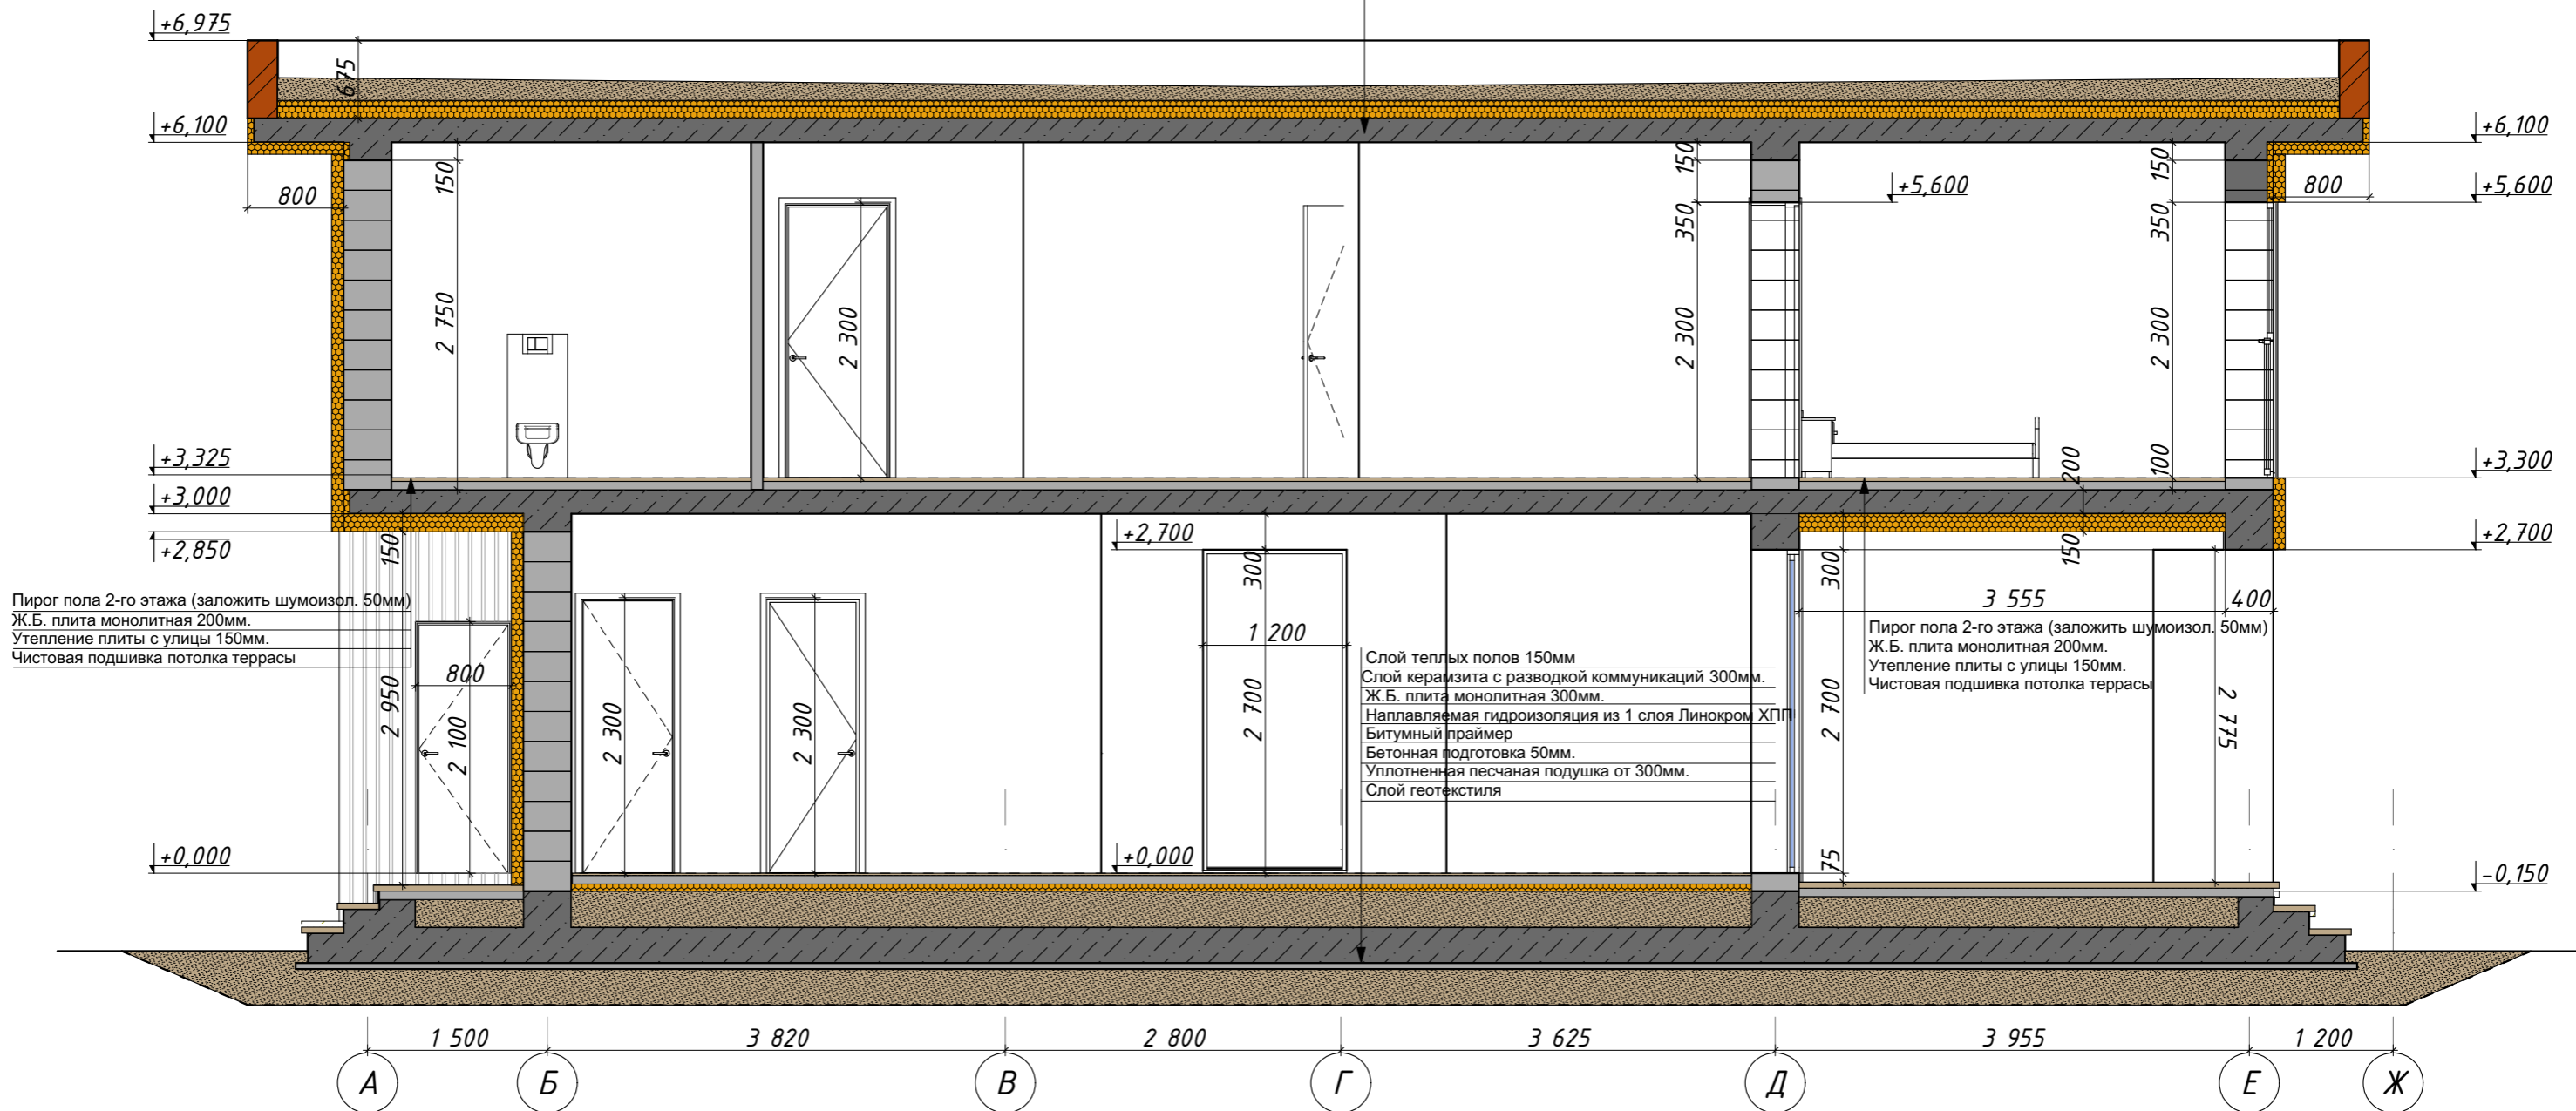 +6,975
675
+6,100
+6,100
150
150
150
800
+5,600
800
+5,600
350
350
2 750
2 300
2 300
2 300
+3,325
200
100
+3,300
+3,000
+2,850
150
+2,700
300
300
150
+2,700
Пирог пола 2-го этажа (заложить шумоизол. 50мм)
Ж.Б. плита монолитная 200мм.
Утепление плиты с улицы 150мм.
Чистовая подшивка потолка террасы
3 555
400
Пирог пола 2-го этажа (заложить шумоизол. 50мм)
Ж.Б. плита монолитная 200мм.
Утепление плиты с улицы 150мм.
Чистовая подшивка потолка террасы
1 200
800
2 950
2 100
2 300
2 300
2 700
Слой теплых полов 150мм
Слой керамзита с разводкой коммуникаций 300мм.
Ж.Б. плита монолитная 300мм.
Наплавляемая гидроизоляция из 1 слоя Линокром ХПП
Битумный праймер
Бетонная подготовка 50мм.
Уплотненная песчаная подушка от 300мм.
Слой геотекстиля
2 700
2 775
+0,000
+0,000
75
-0,150
1 500
3 820
2 800
3 625
3 955
1 200
А
Б
В
Г
Д
Е
Ж